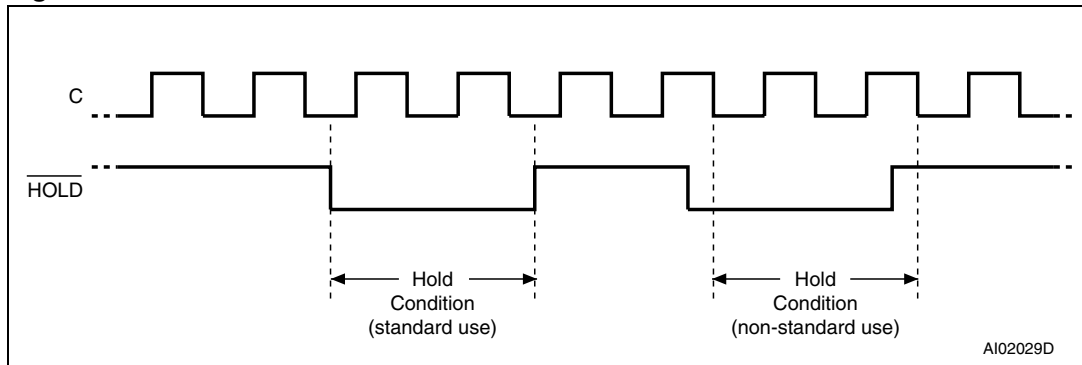 C
HOLD
Hold
Condition
(standard use)
Hold
Condition
(non-standard use)
AI02029D